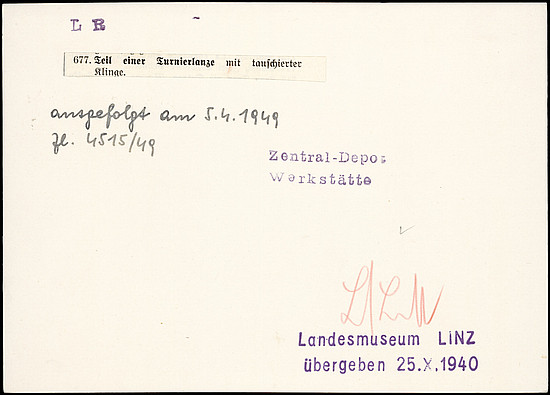 L R -
677. Teil einer Turnierlanze mit tauschierter
Klinge.
ausgefolgt am 5.4.1949
Zl. 4515/49
Zentral-Depot
Werkstätte
Landesmuseum LINZ
übergeben 25.X.1940